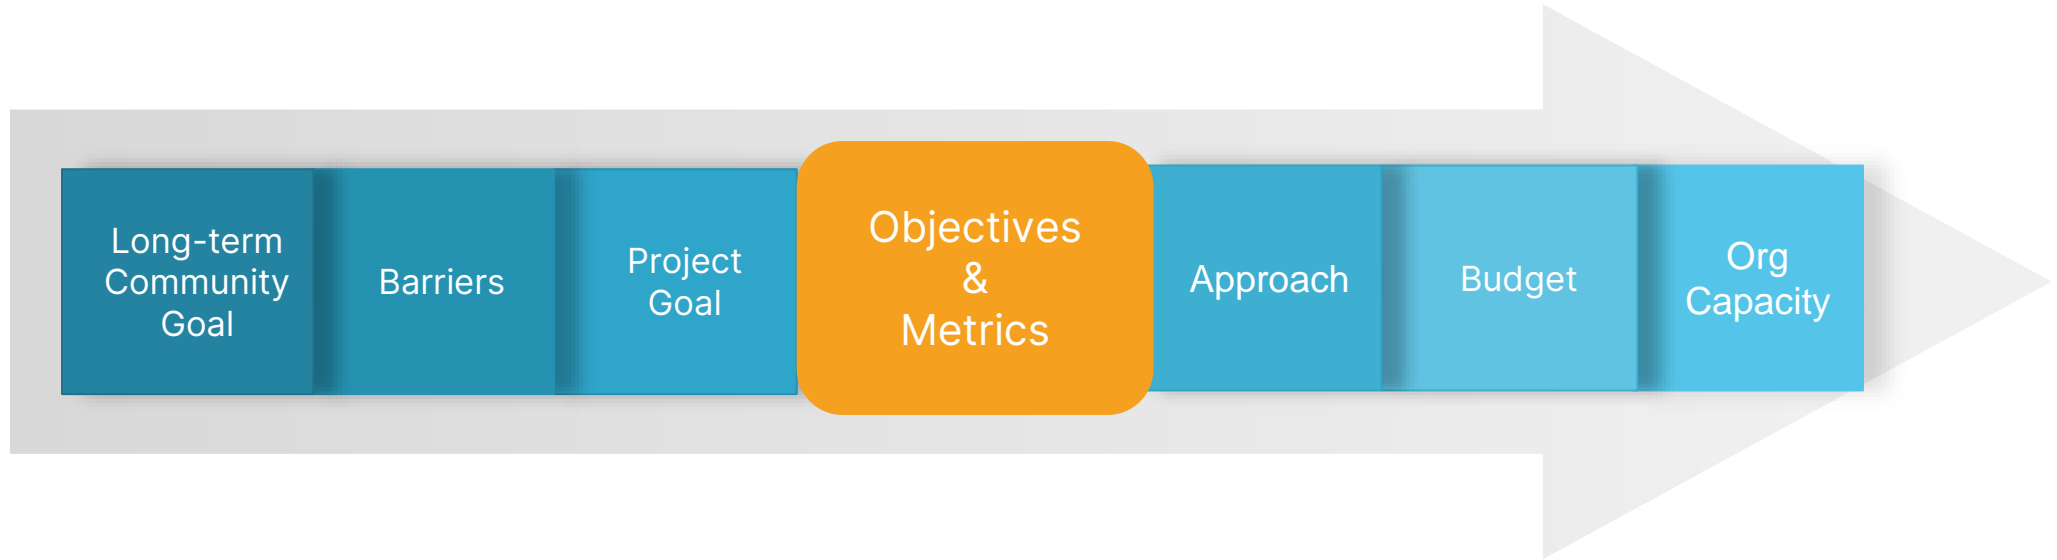 Long-term
Community
Goal
Barriers
Project
Goal
Objectives
&
Metrics
Approach
Budget
Org
Capacity